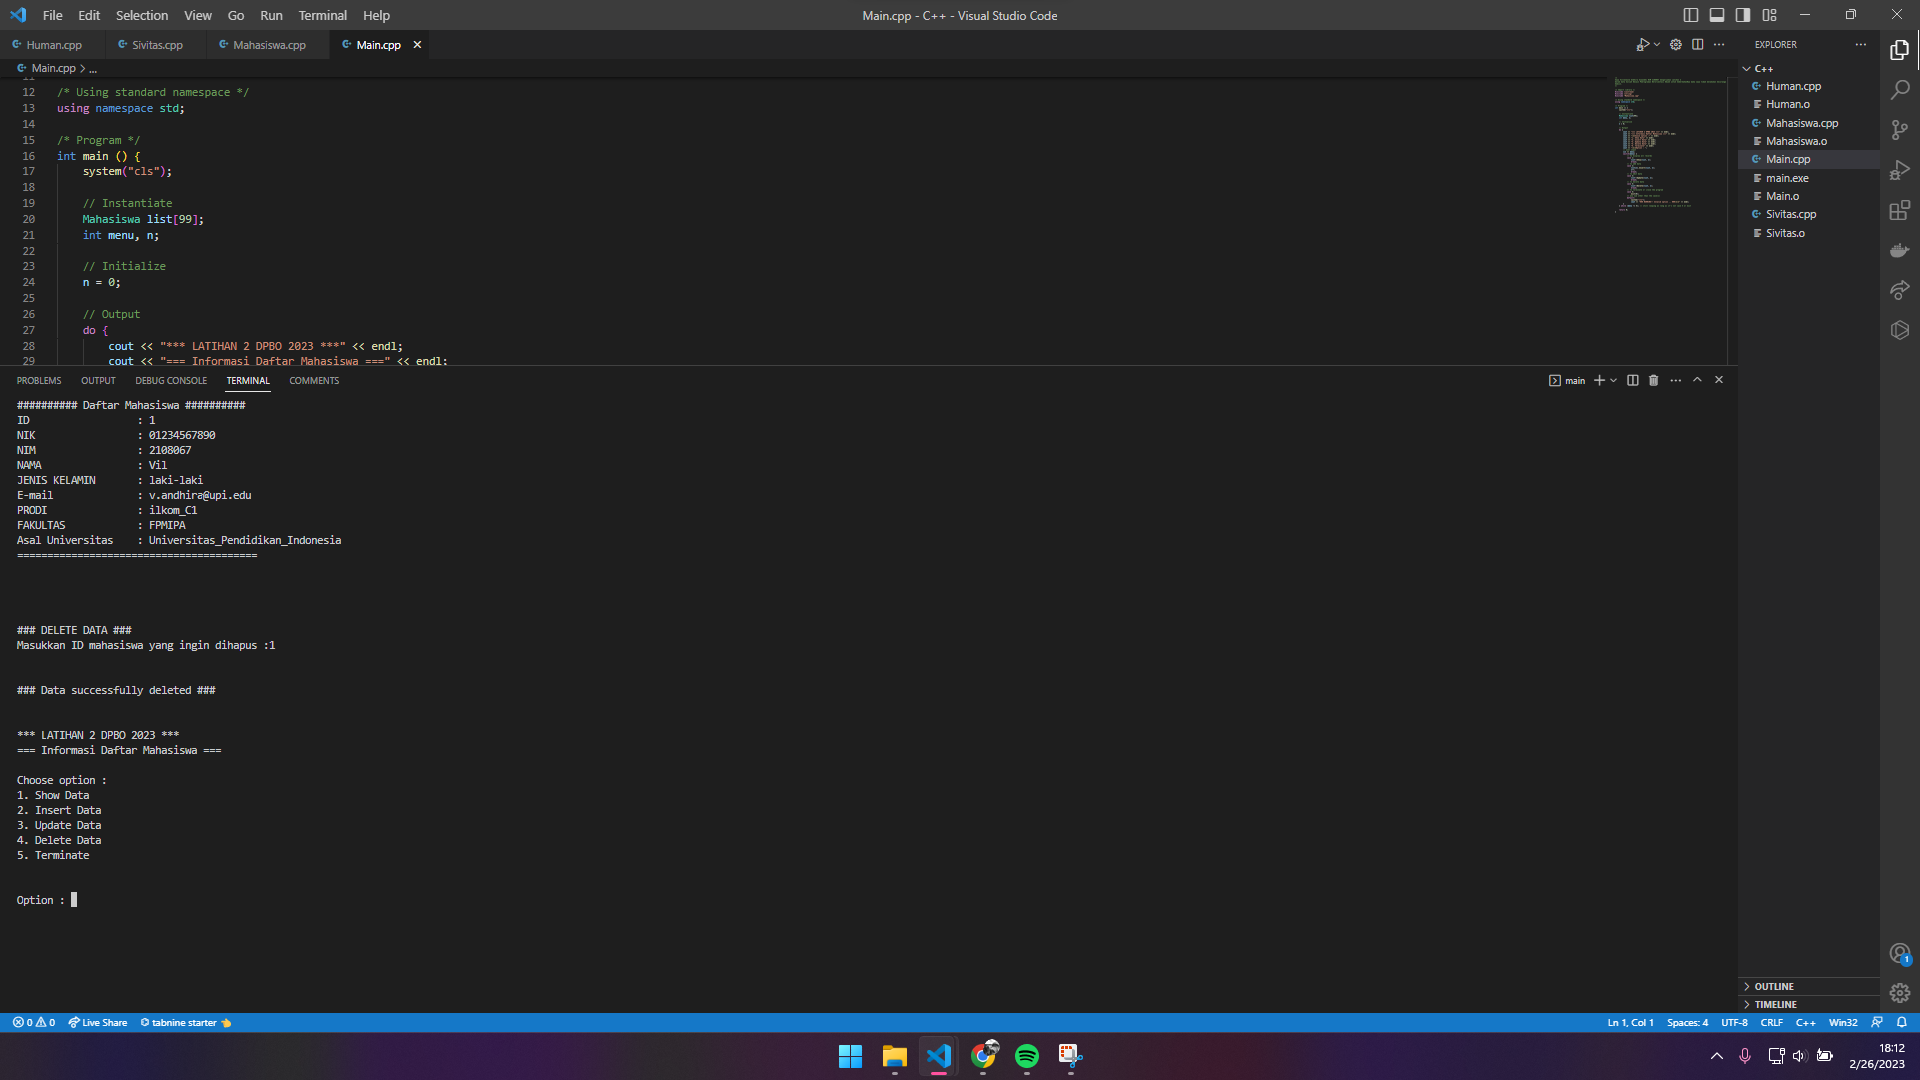 File Edit Selection View Go Run Terminal Help
Main.cpp - C++ - Visual Studio Code
Human.cpp Sivitas.cpp Mahasiswa.cpp Main.cpp
Main.cpp > ...
11
12 /* Using standard namespace */
13 using namespace std;
14
15 /* Program */
16 int main () {
17 system("cls");
18
19 // Instantiate
20 Mahasiswa list[99];
21 int menu, n;
22
23 // Initialize
24 n = 0;
25
26 // Output
27 do {
28 cout << "*** LATIHAN 2 DPBO 2023 ***" << endl;
29 cout << "=== Informasi Daftar Mahasiswa ===" << endl;
PROBLEMS OUTPUT DEBUG CONSOLE TERMINAL COMMENTS
main
########## Daftar Mahasiswa ##########
ID : 1
NIK : 01234567890
NIM : 2108067
NAMA : Vil
JENIS KELAMIN : laki-laki
E-mail : v.andhira@upi.edu
PRODI : ilkom_C1
FAKULTAS : FPMIPA
Asal Universitas : Universitas_Pendidikan_Indonesia
========================================
### DELETE DATA ###
Masukkan ID mahasiswa yang ingin dihapus :1
### Data successfully deleted ###
*** LATIHAN 2 DPBO 2023 ***
=== Informasi Daftar Mahasiswa ===
Choose option :
1. Show Data
2. Insert Data
3. Update Data
4. Delete Data
5. Terminate
Option :
EXPLORER
C++
Human.cpp
Human.o
Mahasiswa.cpp
Mahasiswa.o
Main.cpp
main.exe
Main.o
Sivitas.cpp
Sivitas.o
OUTLINE
TIMELINE
1
0 0 Live Share tabnine starter
Ln 1, Col 1 Spaces: 4 UTF-8 CRLF C++ Win32
18:12
2/26/2023